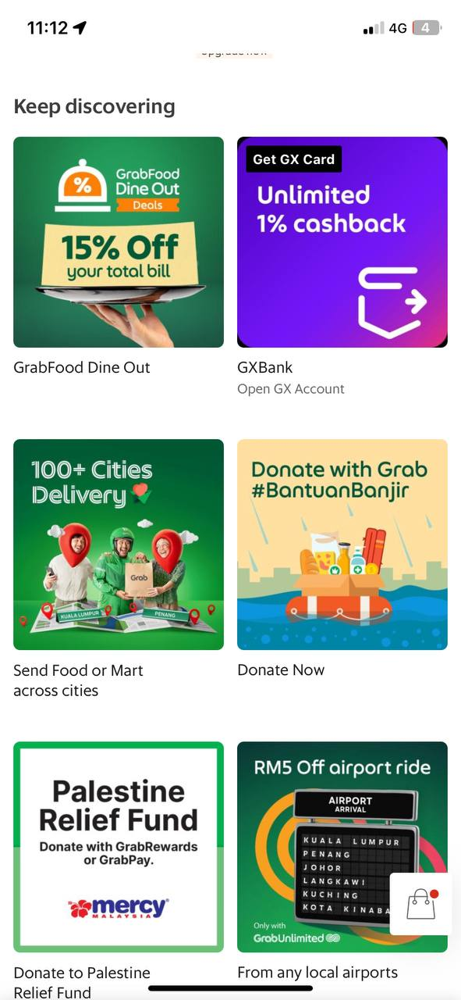 11:12
4G
4
Upgrade now
Keep discovering
%
GrabFood
Dine Out
Deals
15% Off
your total bill
GrabFood Dine Out
Get GX Card
Unlimited
1% cashback
GXBank
Open GX Account
100+ Cities
Delivery
Grab
KUALA LUMPUR
PENANG
Send Food or Mart
across cities
Donate with Grab
#BantuanBanjir
Donate Now
Palestine
Relief Fund
Donate with GrabRewards
or GrabPay.
mercy
MALAYSIA
Donate to Palestine
Relief Fund
RM5 Off airport ride
AIRPORT
ARRIVAL
KUALA LUMPUR
PENANG
JOHOR
LANGKAWI
KUCHING
KOTA KINABA
Only with
GrabUnlimited
From any local airports